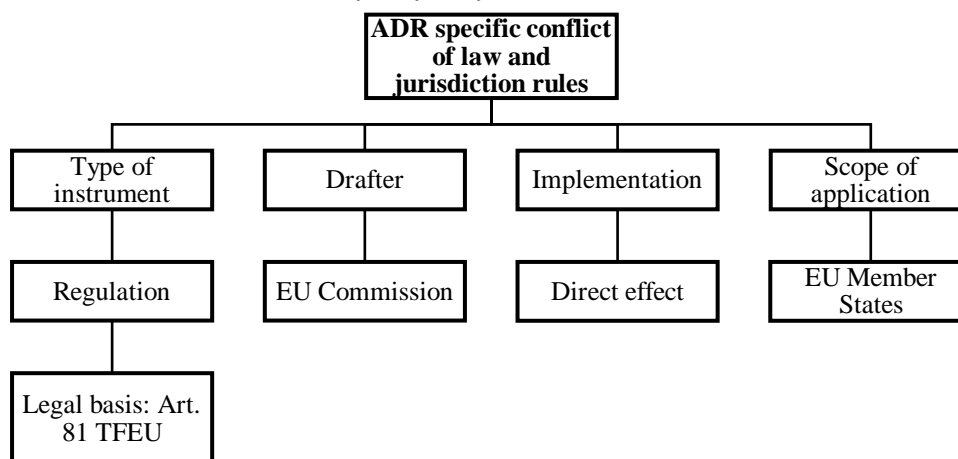 ADR specific conflict
of law and
jurisdiction rules
Type of
instrument
Drafter
Implementation
Scope of
application
Regulation
EU Commission
Direct effect
EU Member
States
Legal basis: Art.
81 TFEU